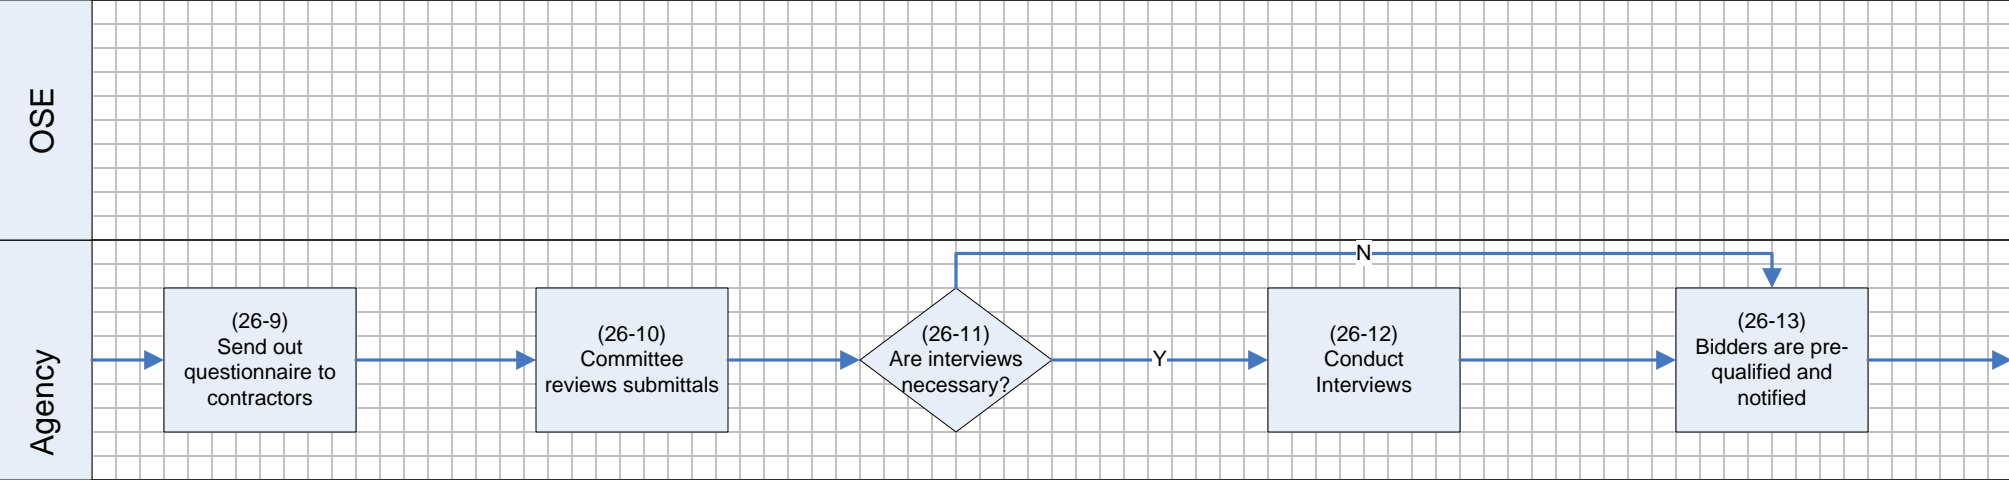 OSE
Agency
(26-9)
Send out
questionnaire to
contractors
(26-10)
Committee
reviews submittals
(26-11)
Are interviews
necessary?
Y
N
(26-12)
Conduct
Interviews
(26-13)
Bidders are pre-
qualified and
notified